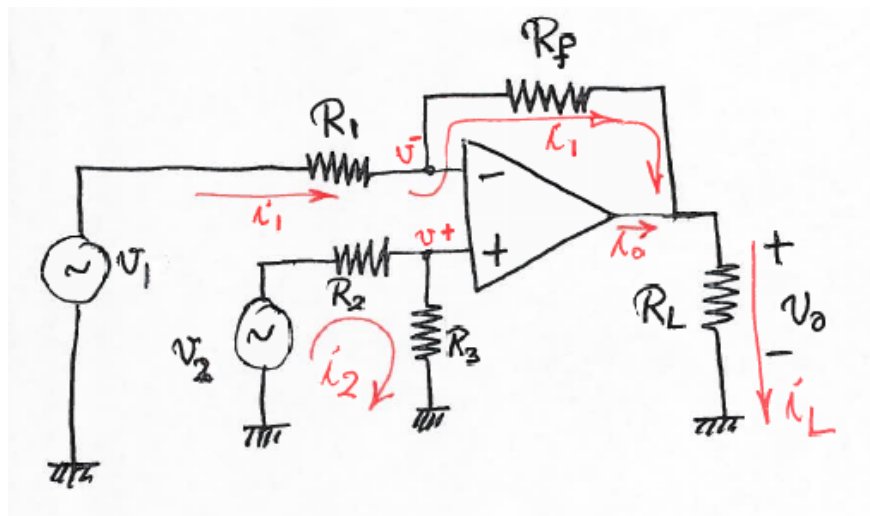 Rf
R1
v-
i1
-
i1
v+
+
i0
v1
R2
R3
v2
i2
RL
+
v0
-
iL